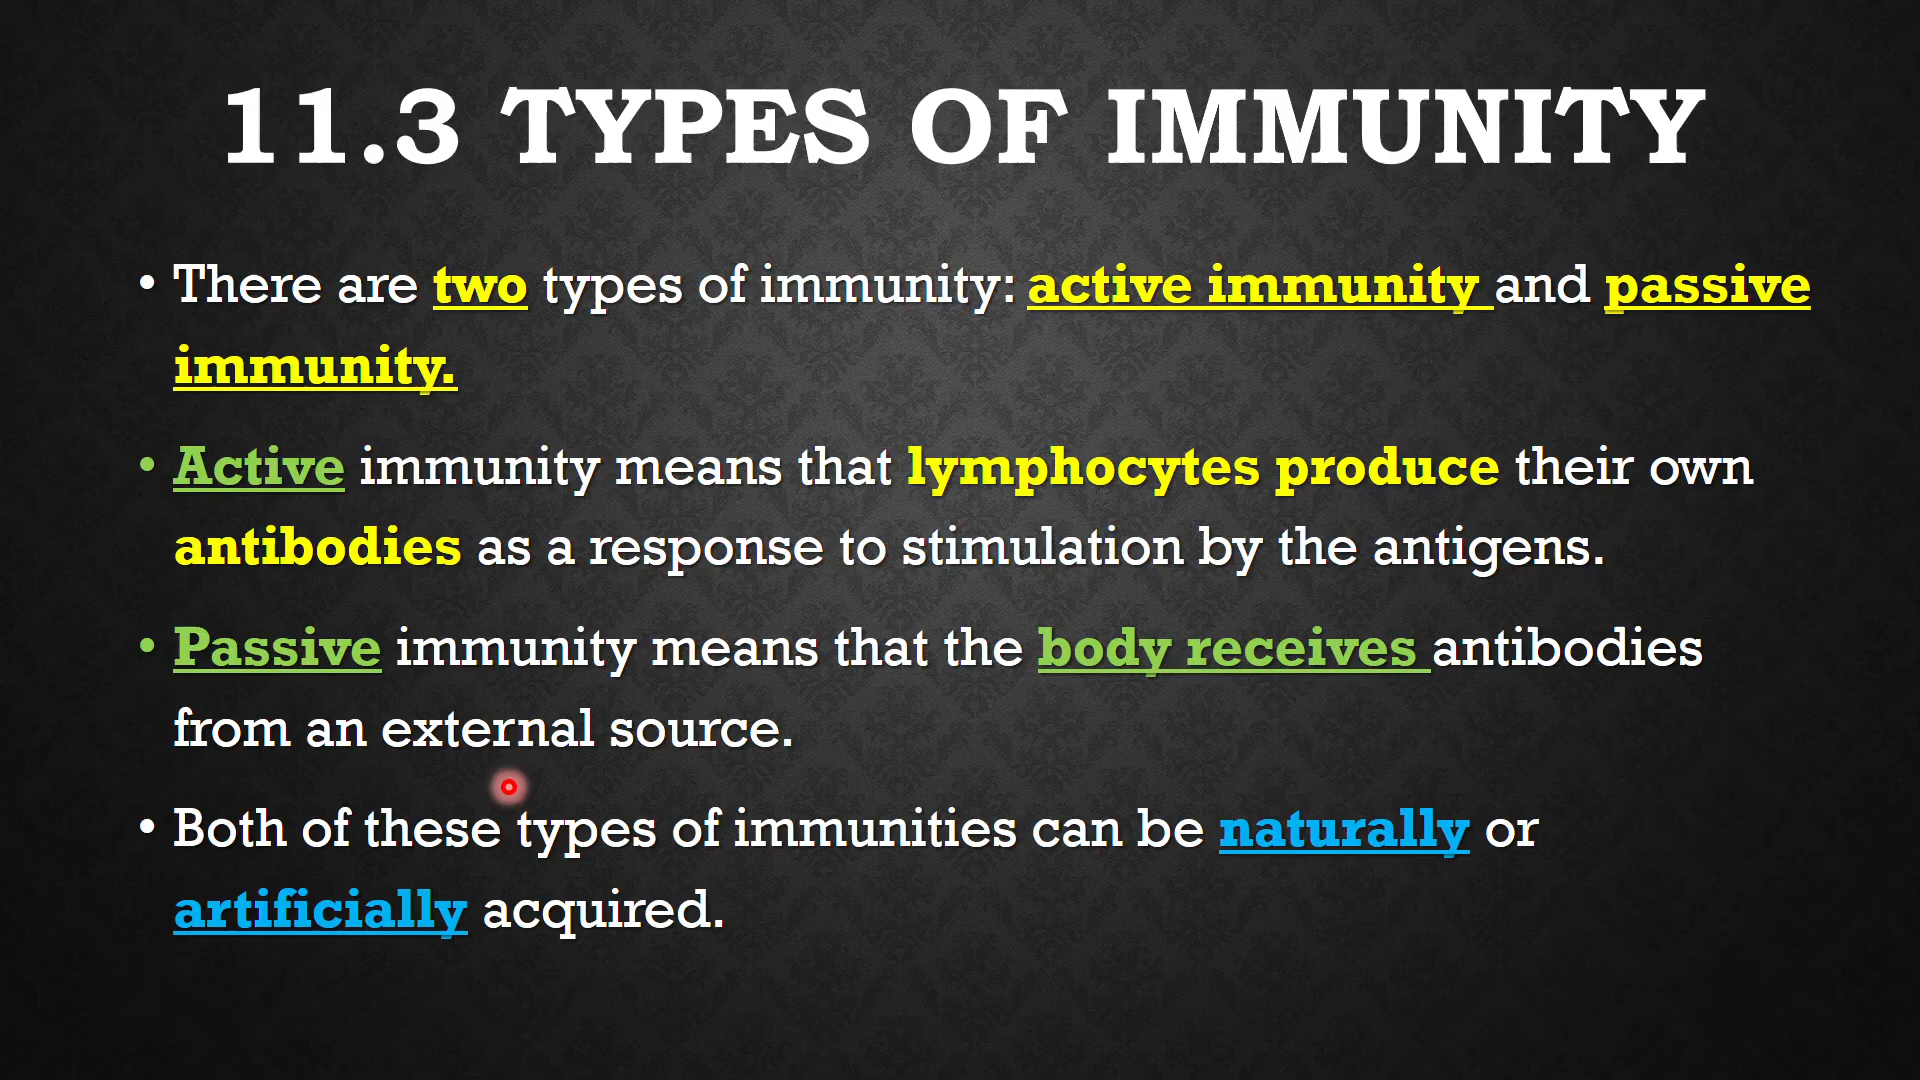 11.3 TYPES OF IMMUNITY
• There are two types of immunity: active immunity and passive
immunity.
• Active immunity means that lymphocytes produce their own
antibodies as a response to stimulation by the antigens.
• Passive immunity means that the body receives antibodies
from an external source.
• Both of these types of immunities can be naturally or
artificially acquired.